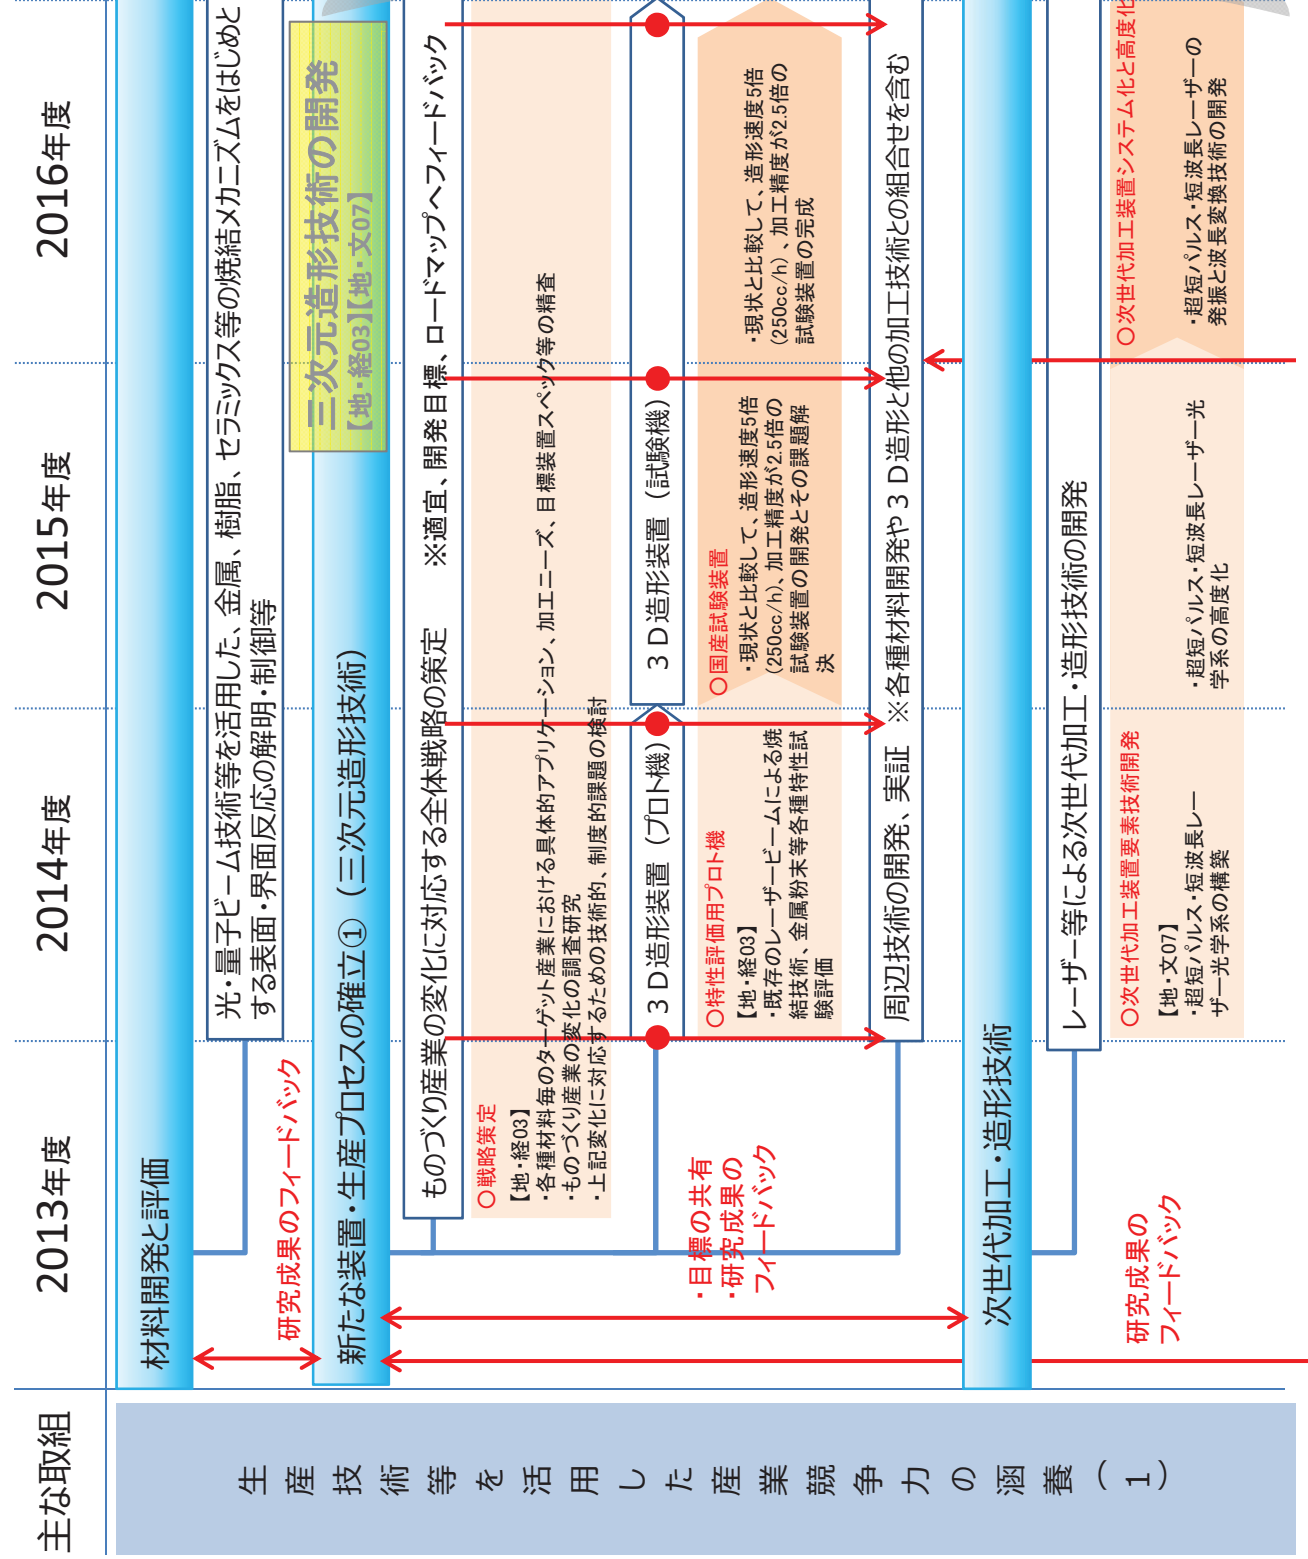 主な取組
2013年度
2014年度
2015年度
2016年度
生産技術等を活用した産業競争力の涵養(1)
材料開発と評価
光・量子ビーム技術等を活用した、金属、樹脂、セラミックス等の焼結メカニズムをはじめと
する表面・界面反応の解明・制御等
研究成果のフィードバック
三次元造形技術の開発
【地・経03】【地・文07】
新たな装置・生産プロセスの確立①（三次元造形技術）
ものづくり産業の変化に対応する全体戦略の策定　※適宜、開発目標、ロードマップへフィードバック
○戦略策定
【地・経03】
・各種材料毎のターゲット産業における具体的アプリケーション、加工ニーズ、目標装置スペック等の精査
・ものづくり産業の変化の調査研究
・上記変化に対応するための技術的、制度的課題の検討
３Ｄ造形装置（プロト機）
３Ｄ造形装置（試験機）
・目標の共有
・研究成果の
フィードバック
○特性評価用プロト機
【地・経03】
・既存のレーザービームによる焼
結技術、金属粉末等各種特性試
験評価
○国産試験装置
・現状と比較して、造形速度5倍
(250cc/h)、加工精度が2.5倍の
試験装置の開発とその課題解
決
・現状と比較して、造形速度5倍
(250cc/h)、加工精度が2.5倍の
試験装置の完成
周辺技術の開発、実証　※各種材料開発や３Ｄ造形と他の加工技術との組合せを含む
次世代加工・造形技術
レーザー等による次世代加工・造形技術の開発
研究成果の
フィードバック
○次世代加工装置要素技術開発
【地・文07】
・超短パルス・短波長レー
ザー光学系の構築
・超短パルス・短波長レーザー光
学系の高度化
○次世代加工装置システム化と高度化
・超短パルス・短波長レーザーの
発振と波長変換技術の開発